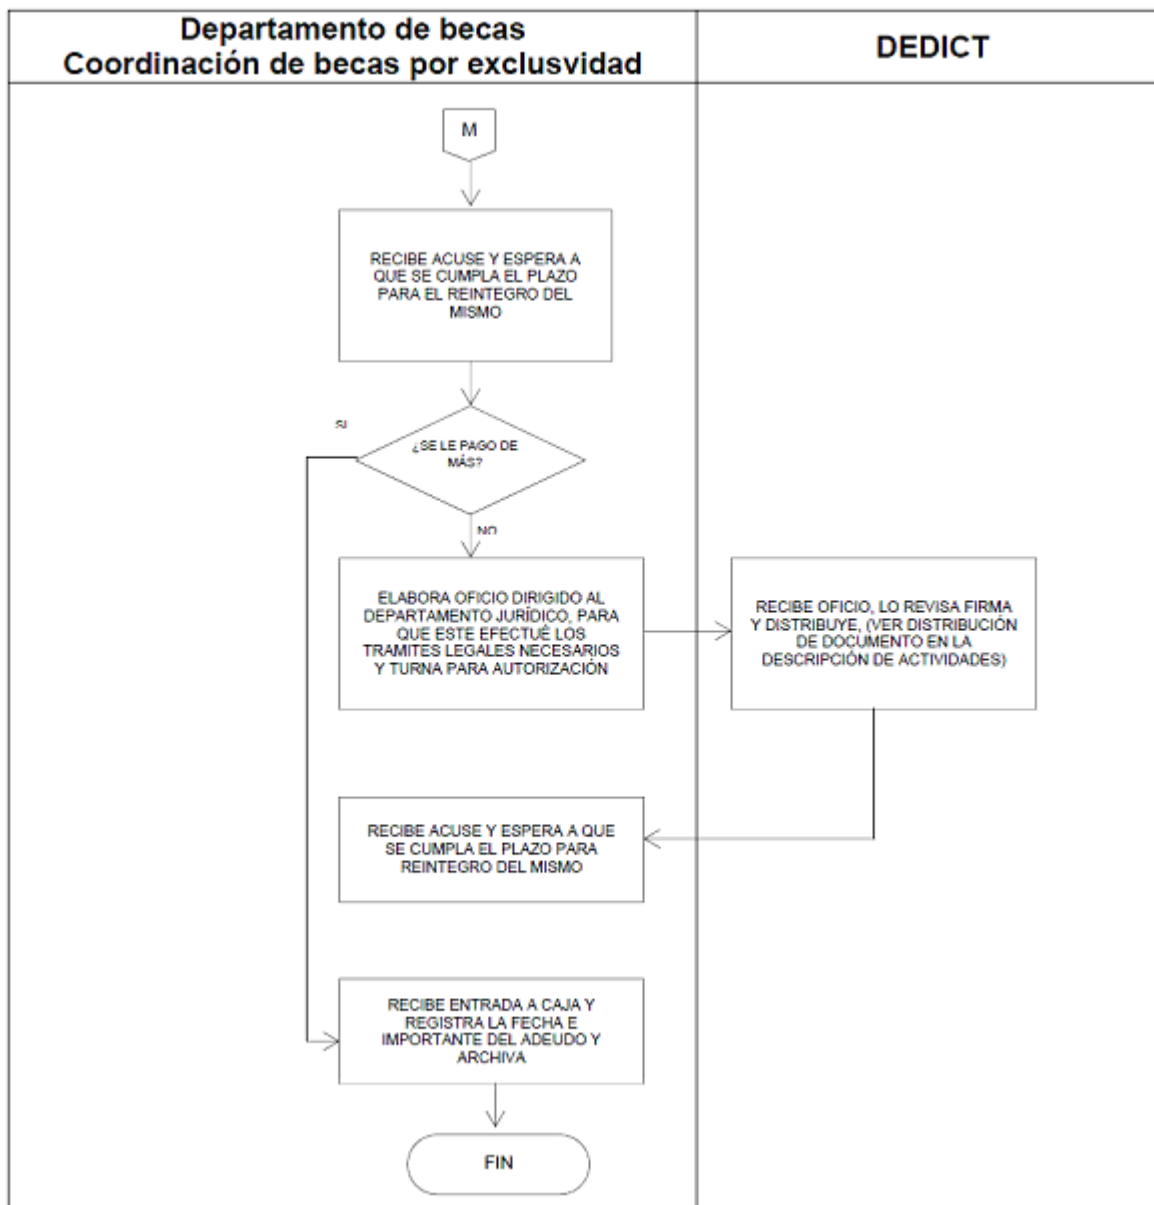 Departamento de becas
Coordinación de becas por exclusvidad
DEDICT
M
RECIBE ACUSE Y ESPERA A
QUE SE CUMPLA EL PLAZO
PARA EL REINTEGRO DEL
MISMO
SI
¿SE LE PAGO DE
MÁS?
NO
ELABORA OFICIO DIRIGIDO AL
DEPARTAMENTO JURÍDICO, PARA
QUE ESTE EFECTUÉ LOS
TRAMITES LEGALES NECESARIOS
Y TURNA PARA AUTORIZACIÓN
RECIBE OFICIO, LO REVISA FIRMA
Y DISTRIBUYE, (VER DISTRIBUCIÓN
DE DOCUMENTO EN LA
DESCRIPCIÓN DE ACTIVIDADES)
RECIBE ACUSE Y ESPERA A QUE
SE CUMPLA EL PLAZO PARA
REINTEGRO DEL MISMO
RECIBE ENTRADA A CAJA Y
REGISTRA LA FECHA E
IMPORTANTE DEL ADEUDO Y
ARCHIVA
FIN